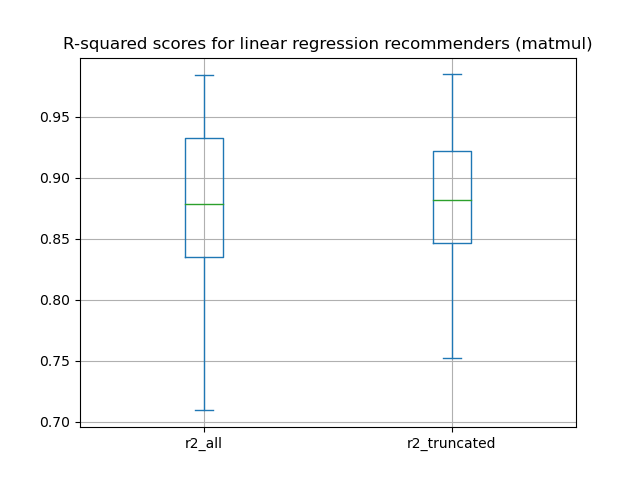 R-squared scores for linear regression recommenders (matmul)
0.95
0.90
0.85
0.80
0.75
0.70
r2_all
r2_truncated